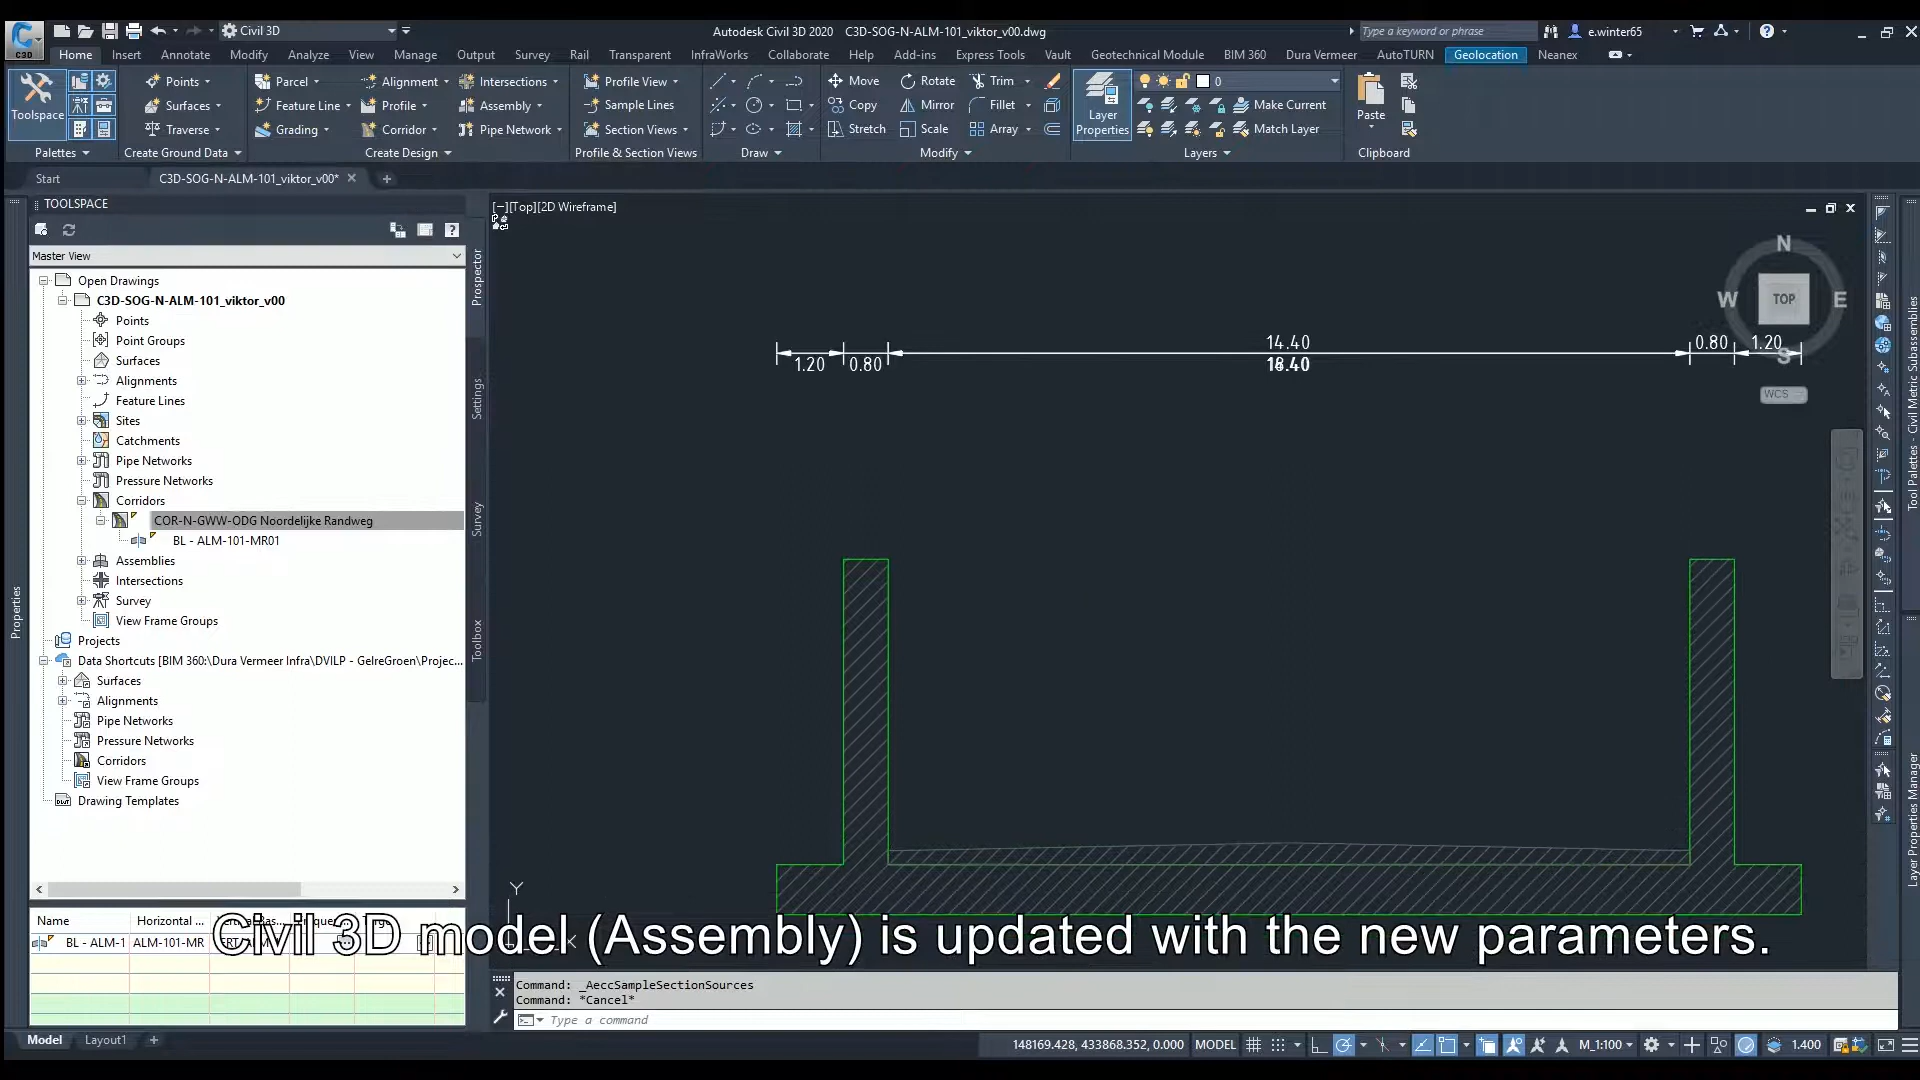 Civil 3D
Autodesk Civil 3D 2020 C3D-SOG-N-ALM-101_viktor_v00.dwg
Type a keyword or phrase
e.winter65
C3D
Home Insert Annotate Modify Analyze View Manage Output Survey Rail Transparent InfraWorks Collaborate Help Add-ins Express Tools Vault Geotechnical Module BIM 360 Dura Vermeer AutoTURN Geolocation Neanex
Toolspace
Points
Surfaces
Traverse
Parcel
Feature Line
Grading
Alignment
Profile
Corridor
Intersections
Assembly
Pipe Network
Profile View
Sample Lines
Section Views
Move
Copy
Stretch
Rotate
Mirror
Scale
Trim
Fillet
Array
Layer
Properties
0
Make Current
Match Layer
Paste
Palettes Create Ground Data Create Design Profile & Section Views Draw Modify Layers Clipboard
Start C3D-SOG-N-ALM-101_viktor_v00*
TOOLSPACE
Master View
Open Drawings
C3D-SOG-N-ALM-101_viktor_v00
Points
Point Groups
Surfaces
Alignments
Feature Lines
Sites
Catchments
Pipe Networks
Pressure Networks
Corridors
COR-N-GWW-ODG Noordelijke Randweg
BL - ALM-101-MR01
Assemblies
Intersections
Survey
View Frame Groups
Projects
Data Shortcuts [BIM 360:\Dura Vermeer Infra\DVILP - GelreGroen\Projec...
Surfaces
Alignments
Pipe Networks
Pressure Networks
Corridors
View Frame Groups
Drawing Templates
Properties
Prospector
Settings
Survey
Toolbox
[−][Top][2D Wireframe]
N
W TOP E
S
WCS
14.40
0.80 1.20
1.20 0.80
Y
X
Tool Palettes - Civil Metric Subassemblies
Layer Properties Manager
Name Horizontal ...
BL - ALM-1 ALM-101-MR
Civil 3D model (Assembly) is updated with the new parameters.
Command: _AeccSampleSectionSources
Command: *Cancel*
Type a command
Model Layout1
148169.428, 433868.352, 0.000 MODEL M_1:100 1.400